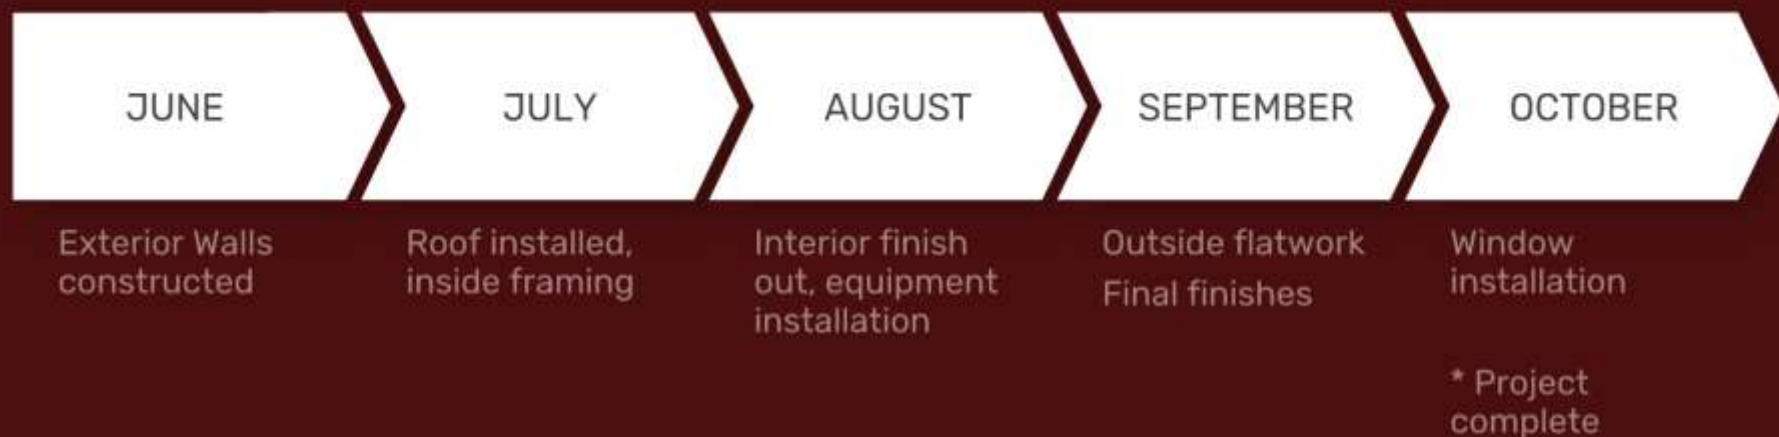 JUNE
JULY
AUGUST
SEPTEMBER
OCTOBER
Exterior Walls
constructed
Roof installed,
inside framing
Interior finish
out, equipment
installation
Outside flatwork
Final finishes
Window
installation
* Project
complete